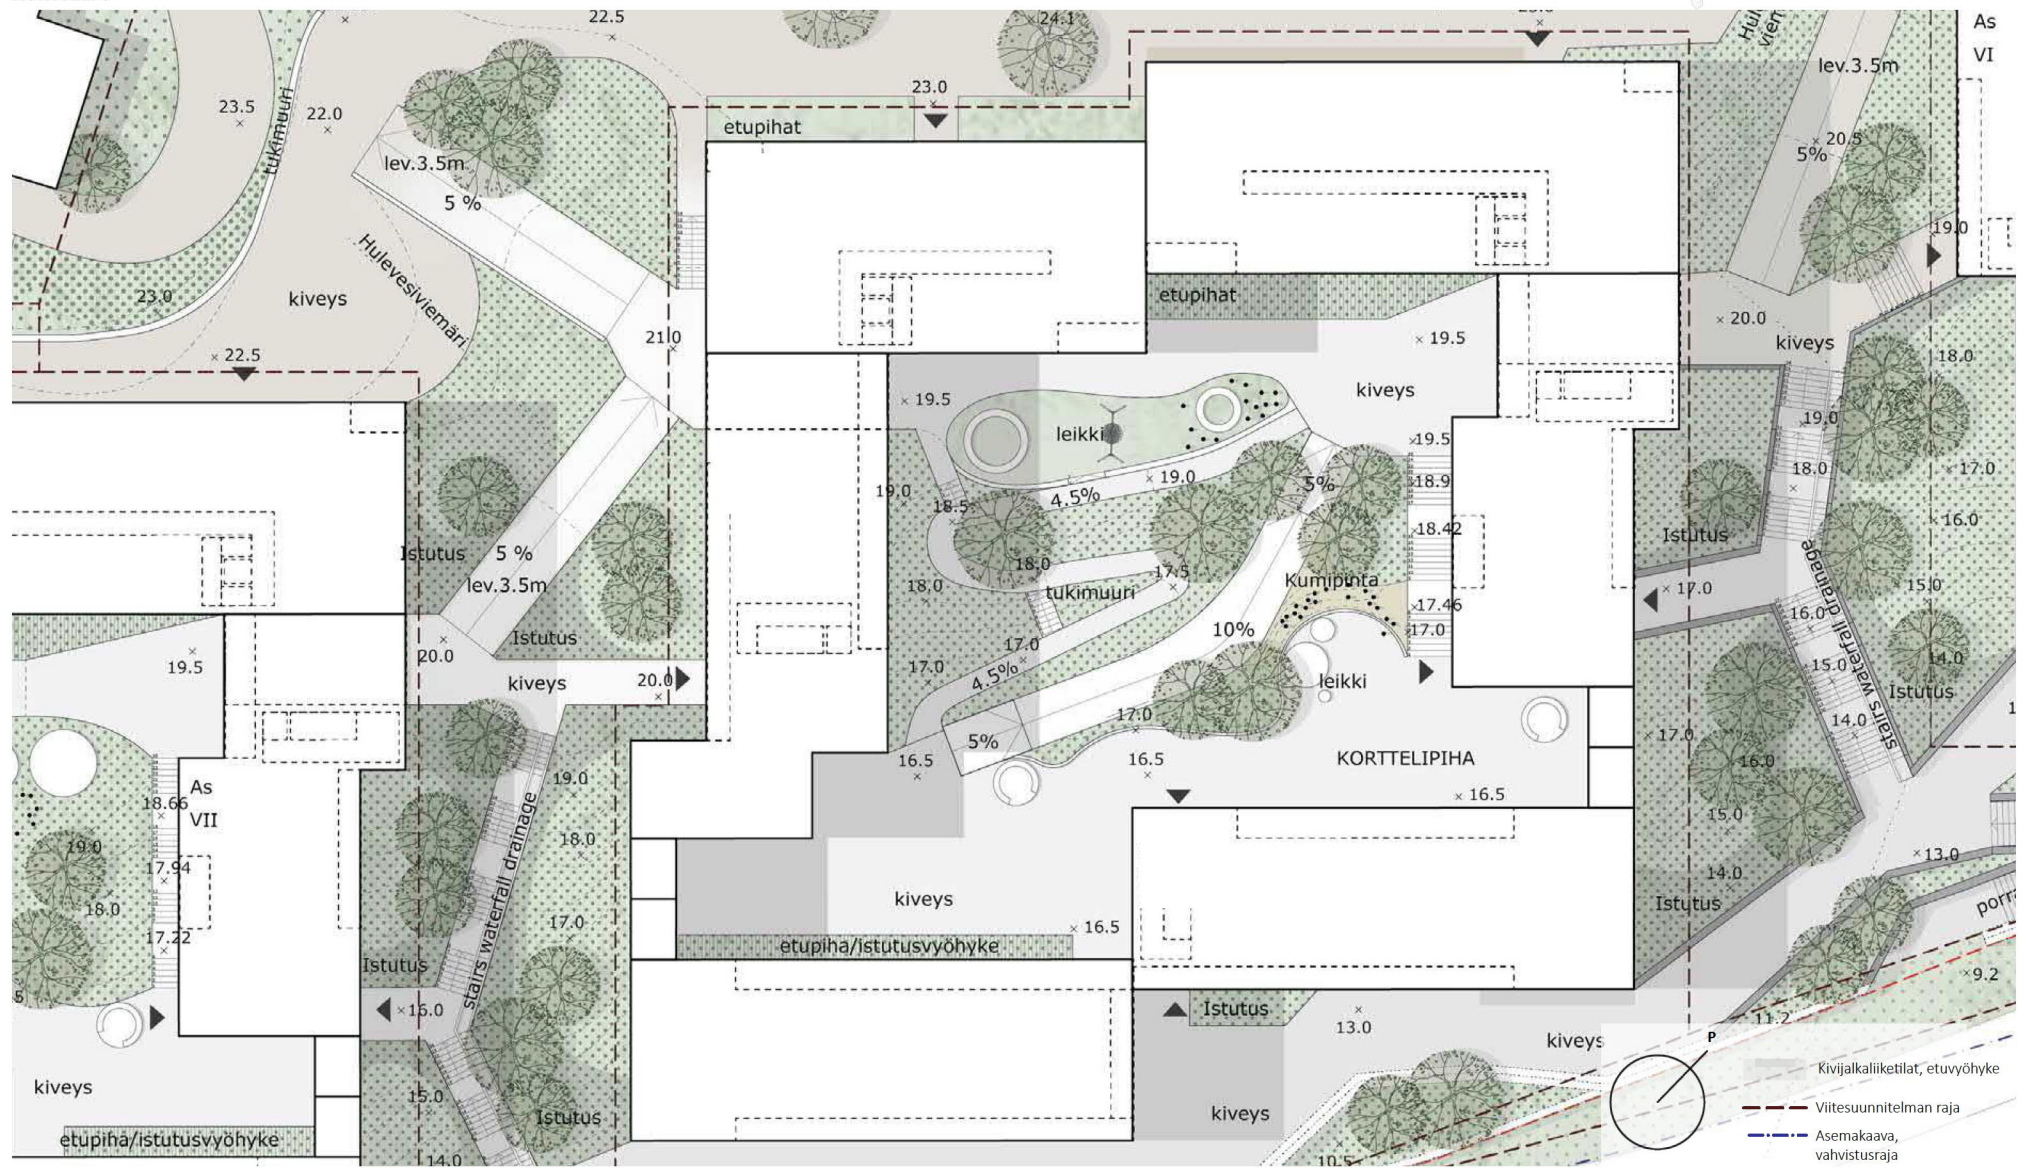 22.5
24.1
As
VI
lev.3.5m
23.5
22.0
tukimuuri
23.0
etupihat
lev.3.5m
5 %
20.5
5%
19.0
Hulevesiviemäri
23.0
kiveys
etupihat
22.5
21.0
19.5
20.0
kiveys
18.0
kiveys
19.5
leikki
19.5
19.0
18.0
17.0
19.0
18.5
4.5%
19.0
5%
18.9
18.42
16.0
Istutus
Istutus
5 %
lev.3.5m
18.0
18.0
17.5
tukimuuri
Kumipinta
17.46
17.0
17.0
15.0
16.0
stairs waterfall drainage
Istutus
20.0
19.5
kiveys
20.0
17.0
17.0
4.5%
10%
leikki
15.0
14.0
Istutus
17.0
5%
16.5
16.5
KORTTELIPIHA
16.5
14.0
17.0
16.0
15.0
As
VII
18.66
19.0
17.94
18.0
17.22
19.0
18.0
17.0
stairs waterfall drainage
kiveys
16.5
etupiha/istutusvyöhyke
14.0
13.0
Istutus
porra
9.2
Istutus
16.0
Istutus
13.0
kiveys
11.2
kiveys
15.0
Istutus
kiveys
etupiha/istutusvyöhyke
14.0
10.5
P
Kivijalkaliiketilat, etuvyöhyke
Viitesuunnitelman raja
Asemakaava,
vahvistusraja